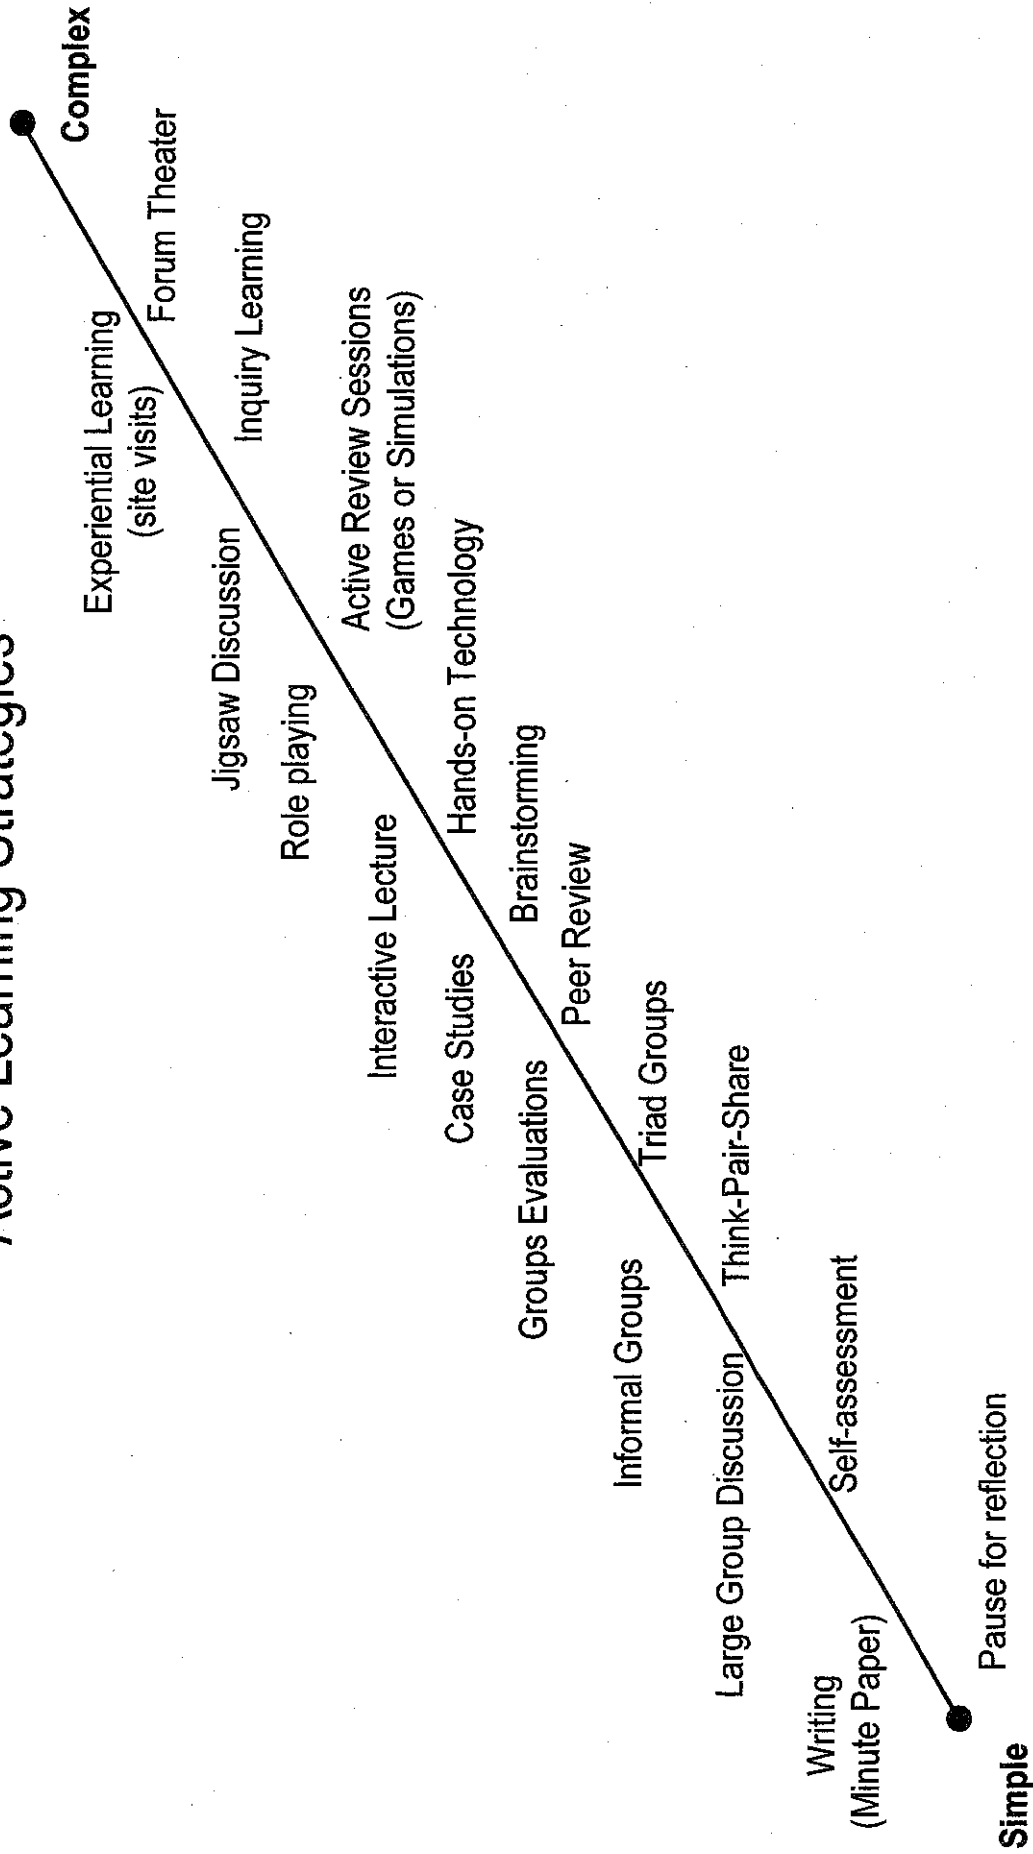 Active Learning Strategies
Complex
Experiential Learning
(site visits)
Forum Theater
Inquiry Learning
Jigsaw Discussion
Active Review Sessions
(Games or Simulations)
Role playing
Hands-on Technology
Interactive Lecture
Brainstorming
Case Studies
Peer Review
Groups Evaluations
Triad Groups
Informal Groups
Think-Pair-Share
Large Group Discussion
Self-assessment
Writing
(Minute Paper)
Pause for reflection
Simple